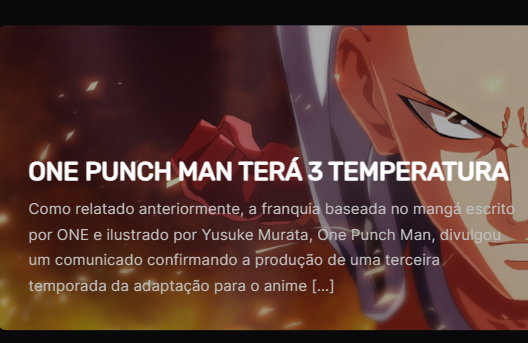 ONE PUNCH MAN TERÁ 3 TEMPERATURA
Como relatado anteriormente, a franquia baseada no mangá escrito
por ONE e ilustrado por Yusuke Murata, One Punch Man, divulgou
um comunicado confirmando a produção de uma terceira
temporada da adaptação para o anime [...]